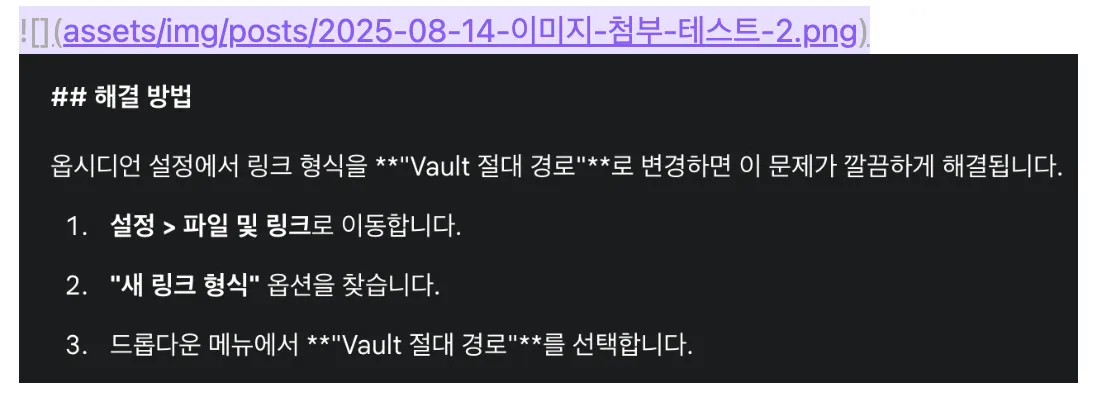 ![](assets/img/posts/2025-08-14-이미지-첨부-테스트-2.png)
## 해결 방법
옵시디언 설정에서 링크 형식을 **"Vault 절대 경로"**로 변경하면 이 문제가 깔끔하게 해결됩니다.
1. 설정 > 파일 및 링크로 이동합니다.
2. "새 링크 형식" 옵션을 찾습니다.
3. 드롭다운 메뉴에서 **"Vault 절대 경로"**를 선택합니다.